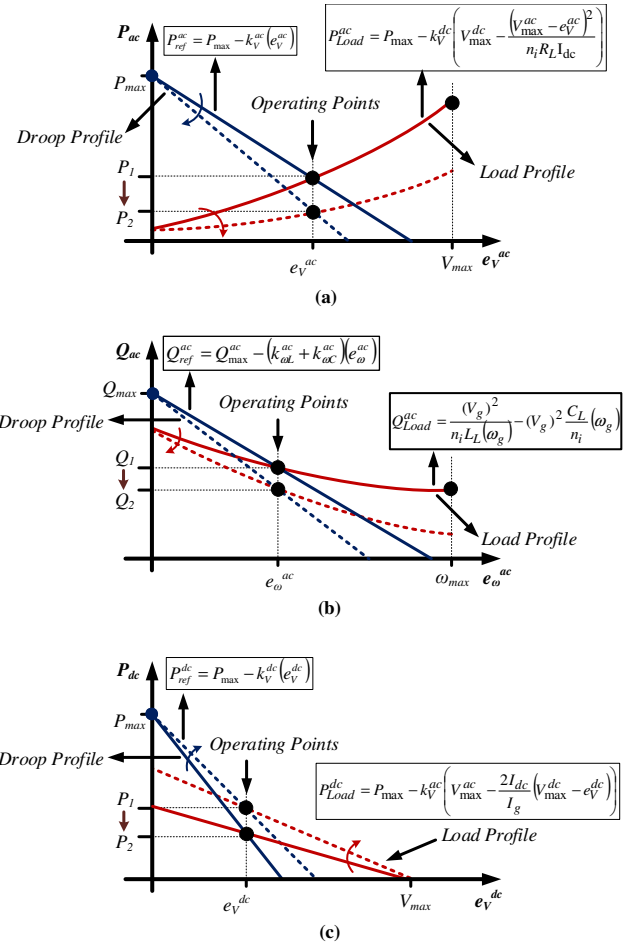 P_ac
P_ref^ac = P_max − k_V^ac (e_V^ac)
P_Load^ac = P_max − k_V^dc ( V_max^dc − (V_max^ac − e_V^ac)^2 / (n_i R_L I_dc) )
P_max
Operating Points
Droop Profile
P_1
Load Profile
P_2
e_V^ac
V_max
e_V^ac
(a)
Q_ac
Q_ref^ac = Q_max^ac − (k_ωL^ac + k_ωC^ac)(e_ω^ac)
Q_max
Operating Points
Droop Profile
Q_Load^ac = (V_g)^2 / (n_i L_L (ω_g)) − (V_g)^2 (C_L / n_i) (ω_g)
Q_1
Q_2
Load Profile
e_ω^ac
ω_max
e_ω^ac
(b)
P_dc
P_ref^dc = P_max − k_V^dc (e_V^dc)
P_max
Operating Points
Droop Profile
P_Load^dc = P_max − k_V^ac ( V_max^ac − (2I_dc / I_g) (V_max^dc − e_V^dc) )
P_1
P_2
Load Profile
e_V^dc
V_max
e_V^dc
(c)